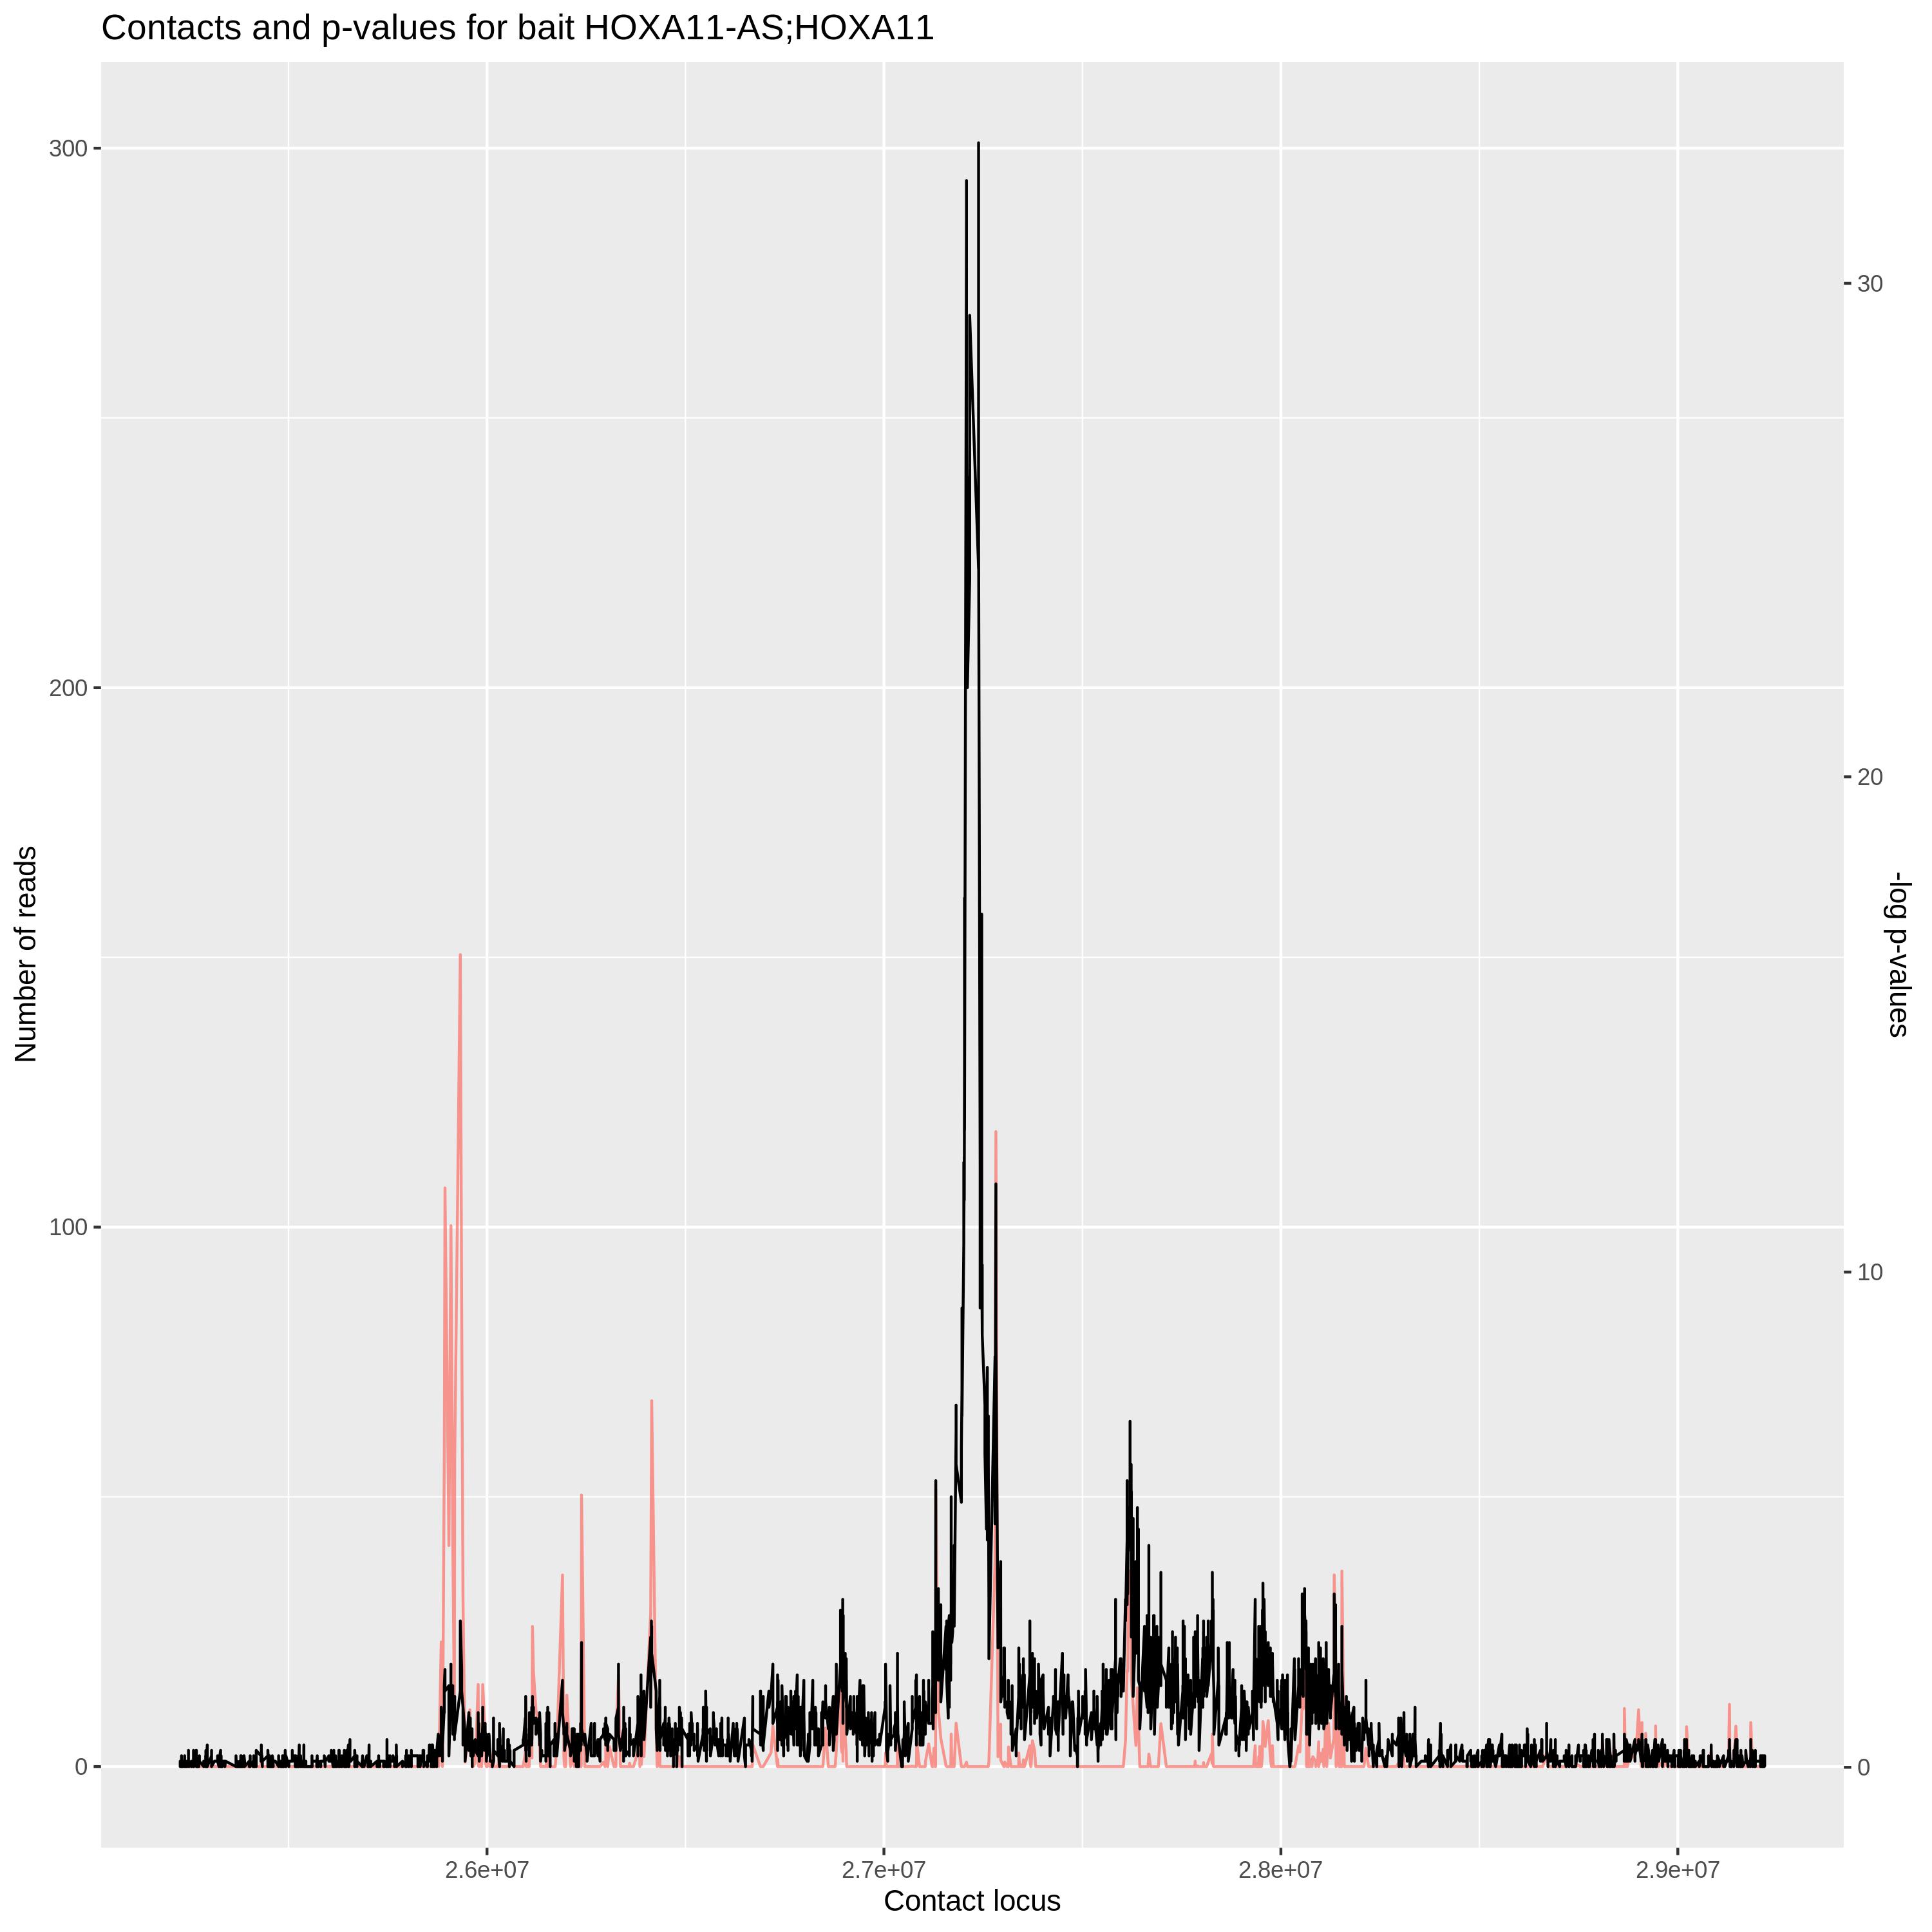 Contacts and p-values for bait HOXA11-AS;HOXA11
300
200
100
0
Number of reads
30
20
10
0
-log p-values
2.6e+07 2.7e+07 2.8e+07 2.9e+07
Contact locus